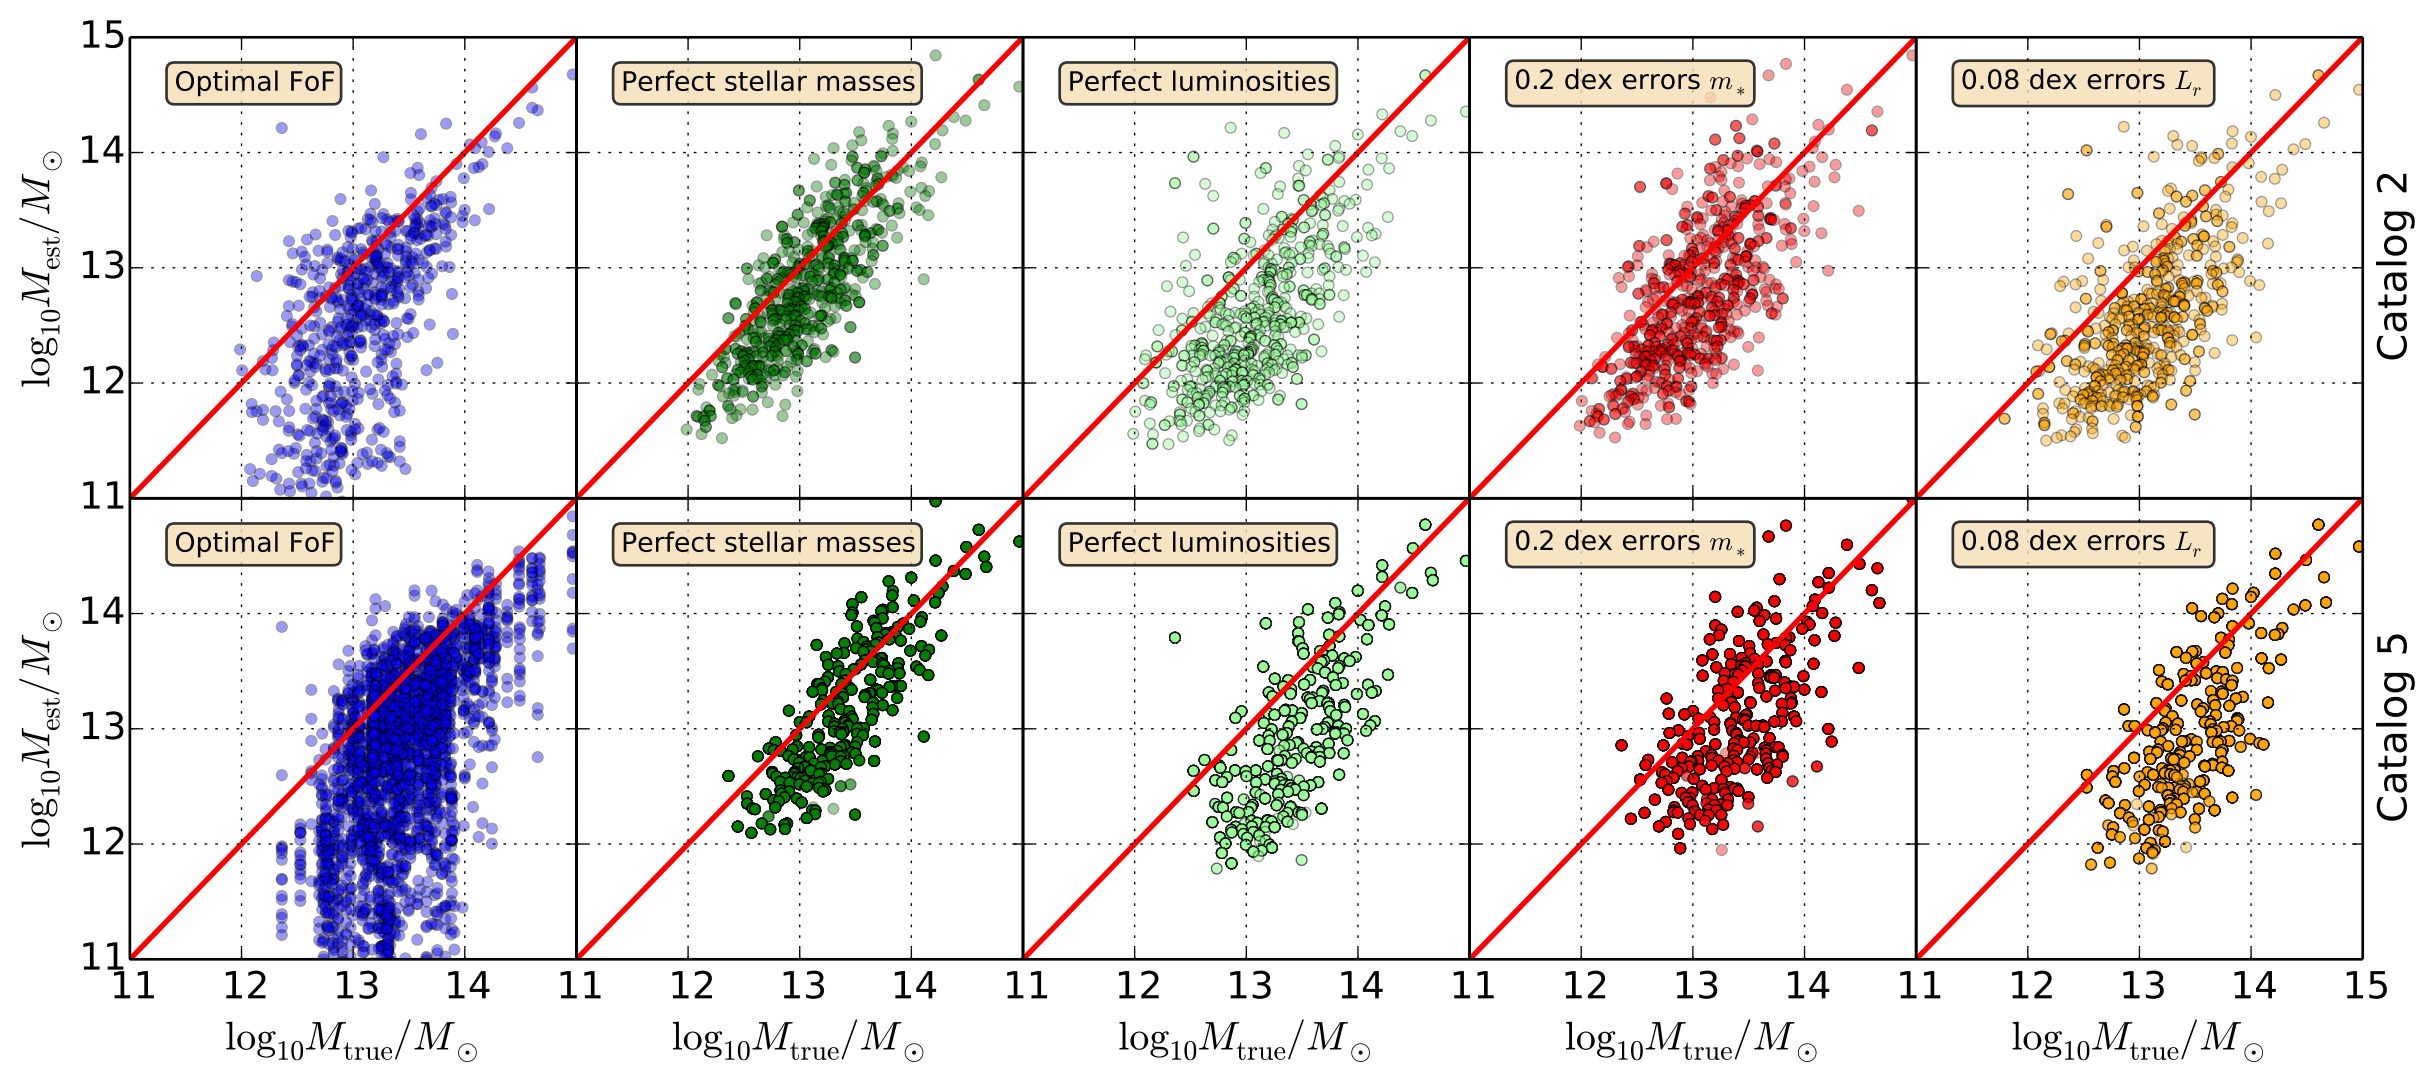 15
Optimal FoF
Perfect stellar masses
Perfect luminosities
0.2 dex errors m*
0.08 dex errors Lr
14
13
12
11
log10Mest/M⊙
Catalog 2
Optimal FoF
Perfect stellar masses
Perfect luminosities
0.2 dex errors m*
0.08 dex errors Lr
14
13
12
11
log10Mest/M⊙
Catalog 5
11 12 13 14 11 12 13 14 11 12 13 14 11 12 13 14 11 12 13 14 15
log10Mtrue/M⊙ log10Mtrue/M⊙ log10Mtrue/M⊙ log10Mtrue/M⊙ log10Mtrue/M⊙